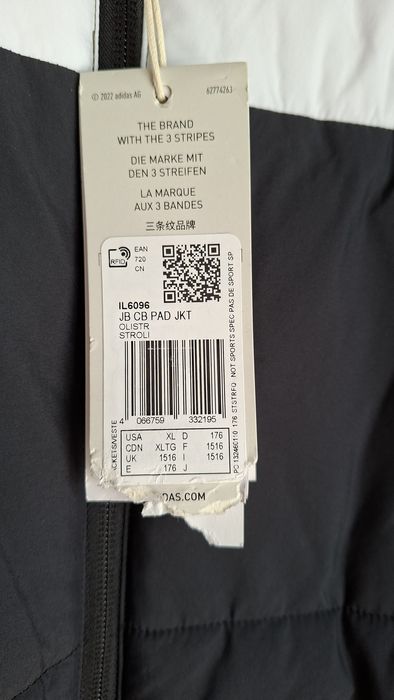 © 2022 adidas AG 62774263
THE BRAND
WITH THE 3 STRIPES
DIE MARKE MIT
DEN 3 STREIFEN
LA MARQUE
AUX 3 BANDES
三条纹品牌
RFID
EAN
720
CN
IL6096
JB CB PAD JKT
OLISTR
STROLI
4 066759 332195
USA XL D 176
CDN XLTG F 1516
UK 1516 I 1516
E 176 J
NOT SPORTS SPEC PAS DE SPORT SP
176 STSTRFO
DAS.COM